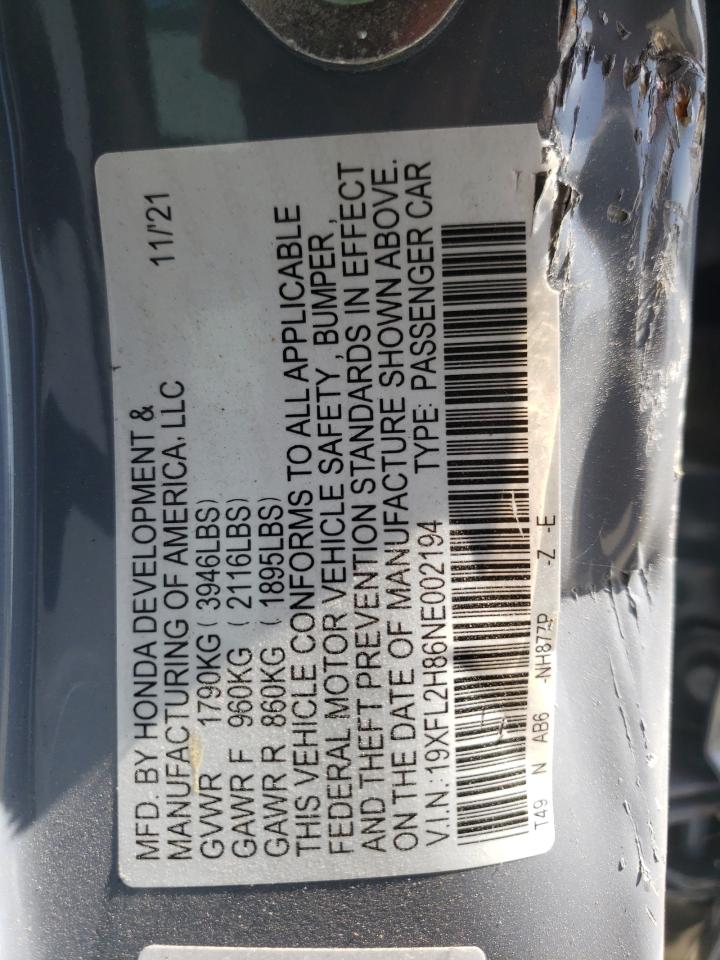 MFD. BY HONDA DEVELOPMENT & 11/'21
MANUFACTURING OF AMERICA, LLC
GVWR 1790KG ( 3946LBS)
GAWR F 960KG ( 2116LBS)
GAWR R 860KG ( 1895LBS)
THIS VEHICLE CONFORMS TO ALL APPLICABLE
FEDERAL MOTOR VEHICLE SAFETY , BUMPER ,
AND THEFT PREVENTION STANDARDS IN EFFECT
ON THE DATE OF MANUFACTURE SHOWN ABOVE.
V.I.N.: 19XFL2H86NE002194 TYPE: PASSENGER CAR
T49 N AB6 -Z -E